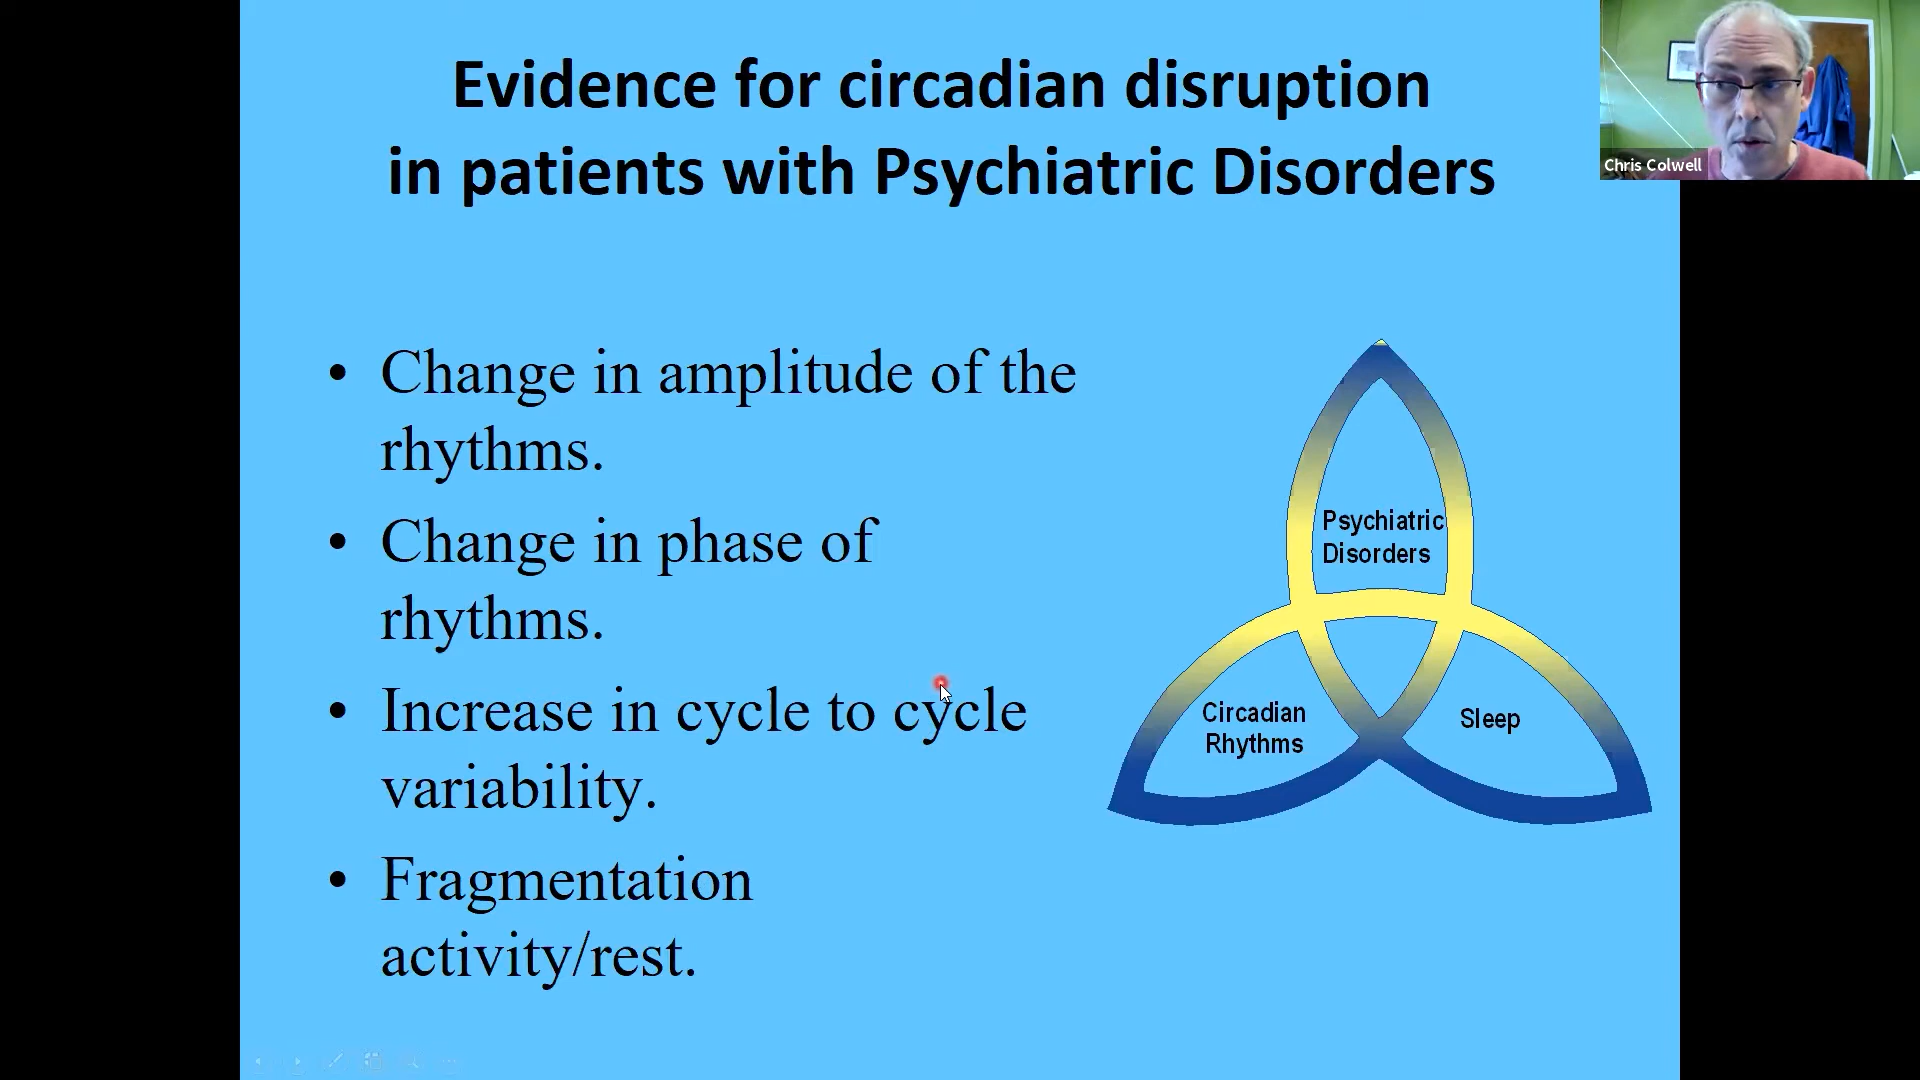 Evidence for circadian disruption
in patients with Psychiatric Disorders
Chris Colwell
• Change in amplitude of the
rhythms.
• Change in phase of
rhythms.
• Increase in cycle to cycle
variability.
• Fragmentation
activity/rest.
Psychiatric
Disorders
Circadian
Rhythms
Sleep